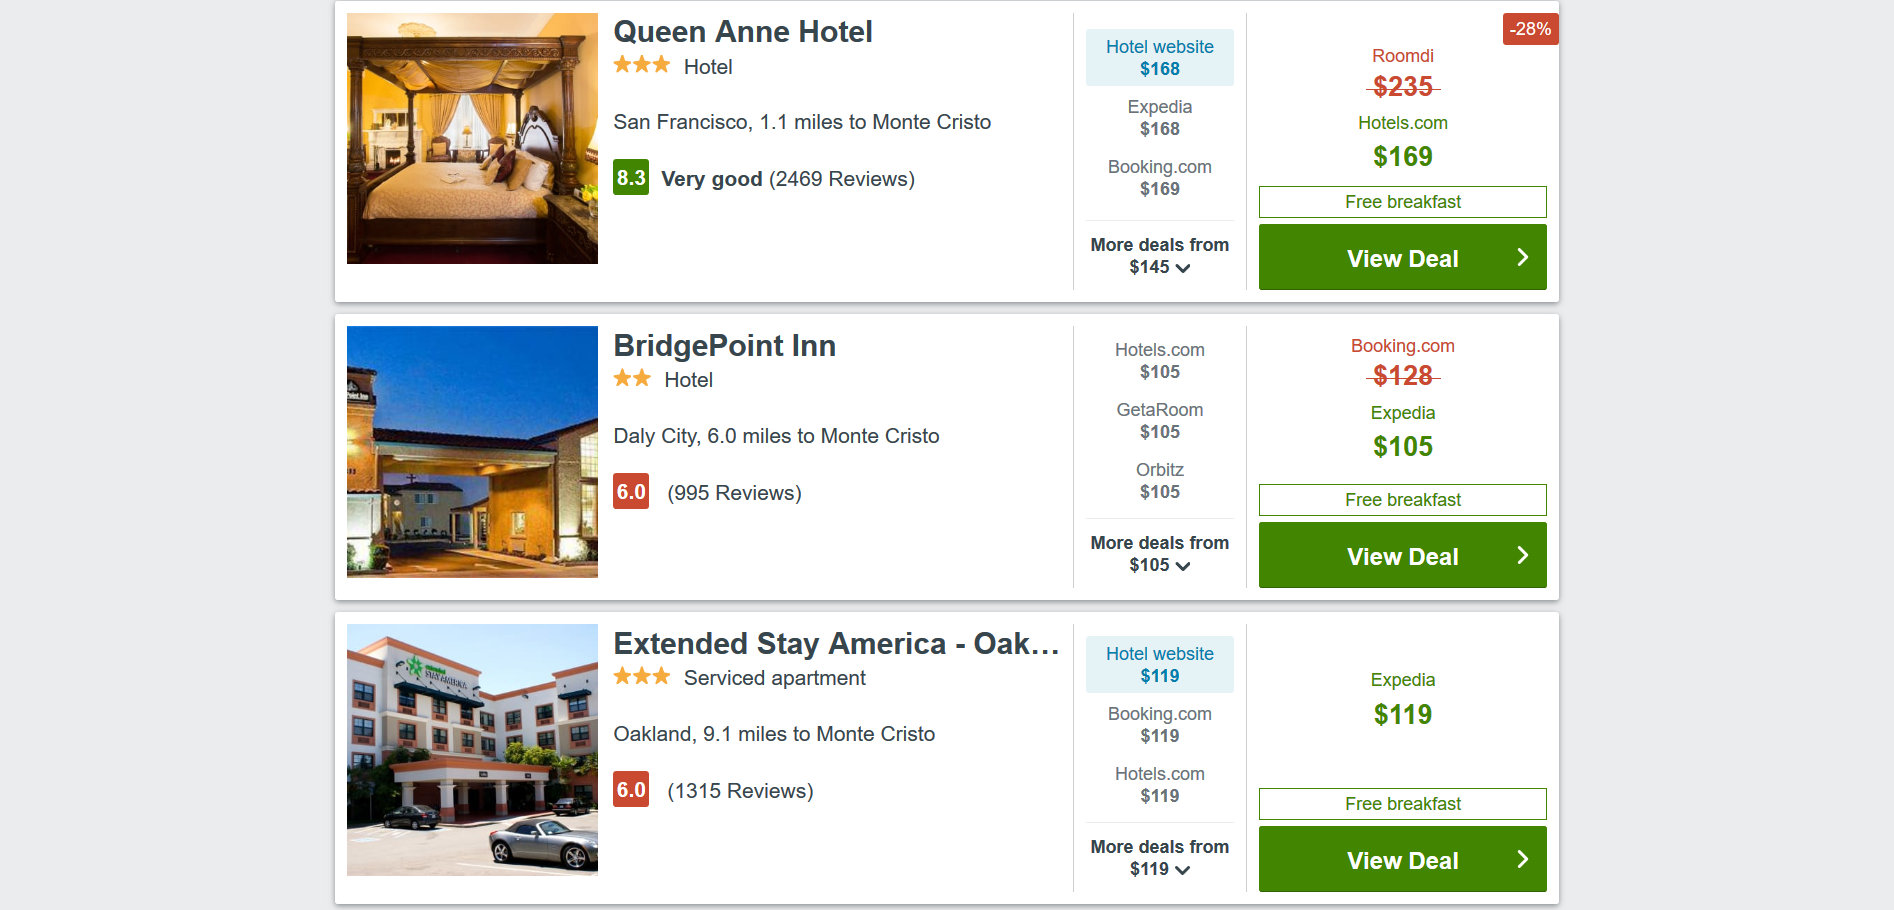 Queen Anne Hotel
Hotel
San Francisco, 1.1 miles to Monte Cristo
8.3 Very good (2469 Reviews)
Hotel website
$168
Expedia
$168
Booking.com
$169
More deals from
$145
-28%
Roomdi
$235
Hotels.com
$169
Free breakfast
View Deal
BridgePoint Inn
Hotel
Daly City, 6.0 miles to Monte Cristo
6.0 (995 Reviews)
Hotels.com
$105
GetaRoom
$105
Orbitz
$105
More deals from
$105
Booking.com
$128
Expedia
$105
Free breakfast
View Deal
Extended Stay America - Oak...
Serviced apartment
Oakland, 9.1 miles to Monte Cristo
6.0 (1315 Reviews)
STAY AMERICA
Hotel website
$119
Booking.com
$119
Hotels.com
$119
More deals from
$119
Expedia
$119
Free breakfast
View Deal